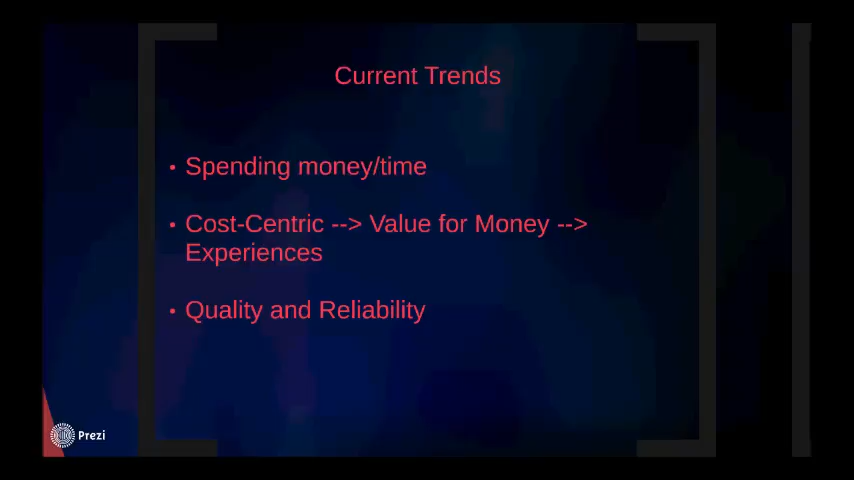 Current Trends
• Spending money/time
• Cost-Centric --> Value for Money -->
Experiences
• Quality and Reliability
Prezi